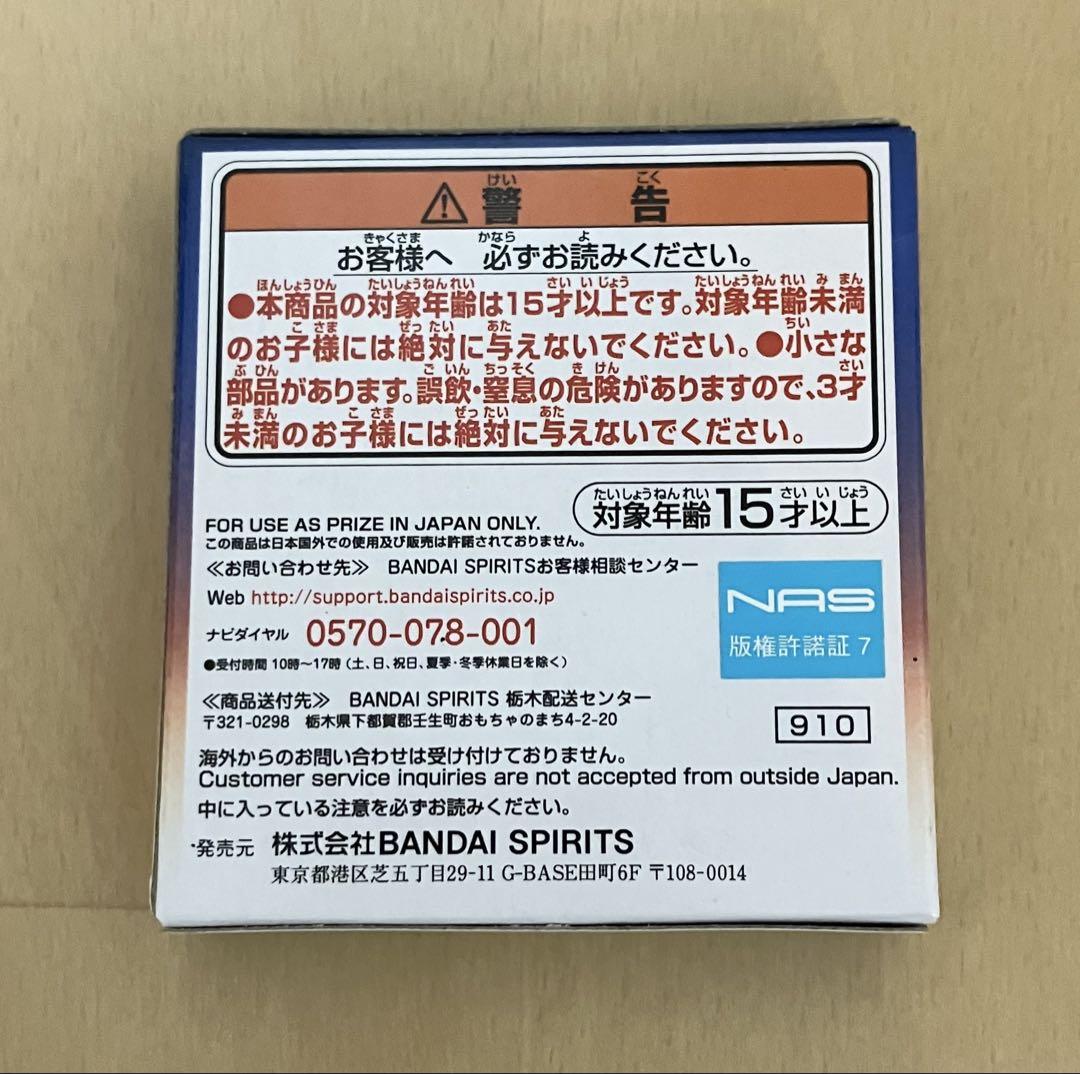 ⚠警告
お客様へ 必ずお読みください。
●本商品の対象年齢は15才以上です。対象年齢未満
のお子様には絶対に与えないでください。●小さな
部品があります。誤飲・窒息の危険がありますので、3才
未満のお子様には絶対に与えないでください。
対象年齢15才以上
FOR USE AS PRIZE IN JAPAN ONLY.
この商品は日本国外での使用及び販売は許諾されておりません。
≪お問い合わせ先≫ BANDAI SPIRITSお客様相談センター
Web http://support.bandaispirits.co.jp
ナビダイヤル 0570-078-001
●受付時間 10時〜17時(土、日、祝日、夏季・冬季休業日を除く)
NAS
版権許諾証 7
≪商品送付先≫ BANDAI SPIRITS 栃木配送センター
〒321-0298 栃木県下都賀郡壬生町おもちゃのまち4-2-20
910
海外からのお問い合わせは受け付けておりません。
Customer service inquiries are not accepted from outside Japan.
中に入っている注意を必ずお読みください。
・発売元 株式会社BANDAI SPIRITS
東京都港区芝五丁目29-11 G-BASE田町6F 〒108-0014